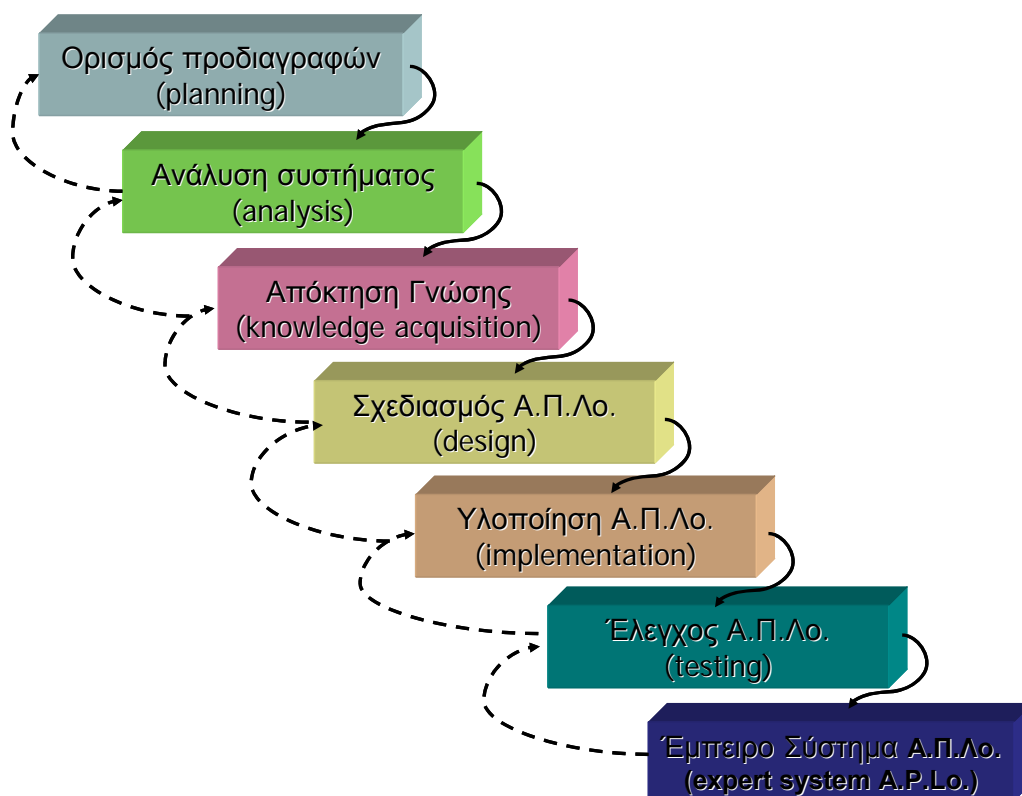 Ορισμός προδιαγραφών
(planning)
Ανάλυση συστήματος
(analysis)
Απόκτηση Γνώσης
(knowledge acquisition)
Σχεδιασμός Α.Π.Λο.
(design)
Υλοποίηση Α.Π.Λο.
(implementation)
Έλεγχος Α.Π.Λο.
(testing)
Έμπειρο Σύστημα Α.Π.Λο.
(expert system A.P.Lo.)